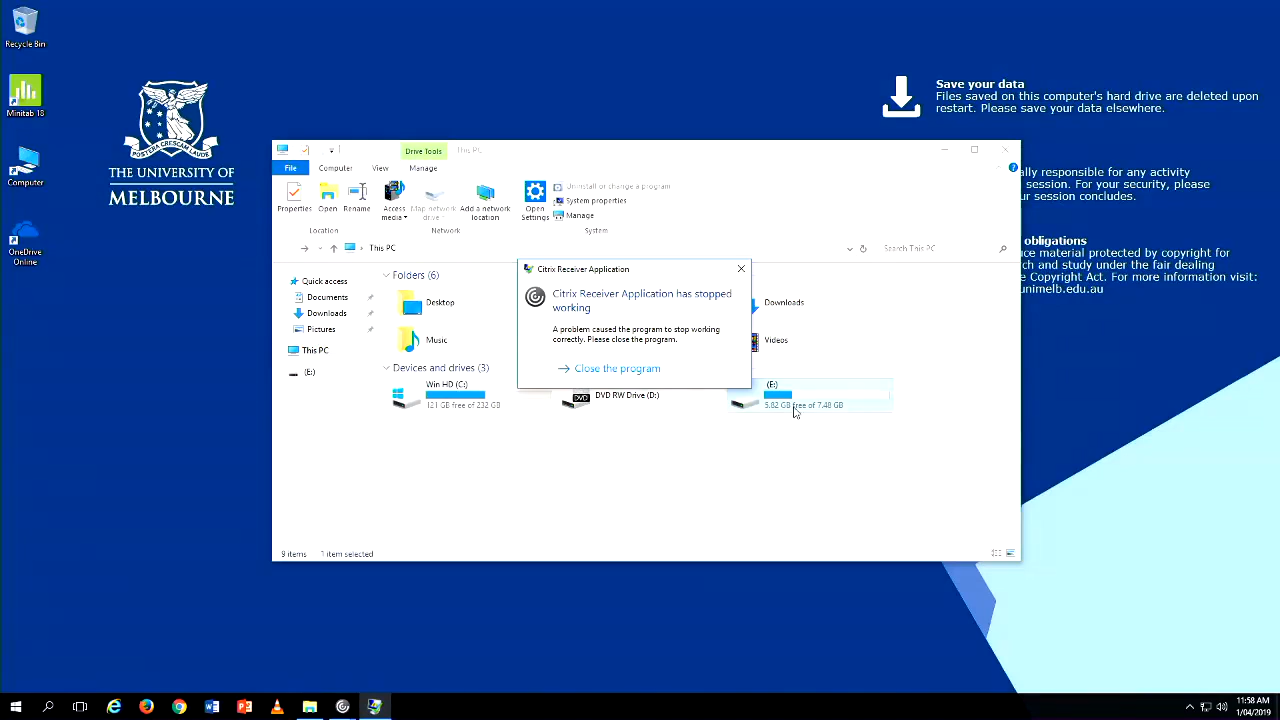 Recycle Bin
Minitab 18
Computer
OneDrive
Online
POSTERA CRESCAM LAUDE
THE UNIVERSITY OF
MELBOURNE
Save your data
Files saved on this computer's hard drive are deleted upon
restart. Please save your data elsewhere.
ally responsible for any activity
session. For your security, please
ur session concludes.
obligations
uce material protected by copyright for
rch and study under the fair dealing
e Copyright Act. For more information visit:
unimelb.edu.au
Drive Tools
This PC
File
Computer
View
Manage
Properties
Open
Rename
Access
media
Map network
drive
Add a network
location
Open
Settings
Uninstall or change a program
System properties
Manage
Location
Network
System
This PC
Search This PC
Quick access
Documents
Downloads
Pictures
This PC
(E:)
Folders (6)
Desktop
Downloads
Music
Videos
Devices and drives (3)
Win HD (C:)
121 GB free of 232 GB
DVD
DVD RW Drive (D:)
(E:)
5.82 GB free of 7.48 GB
Citrix Receiver Application
Citrix Receiver Application has stopped
working
A problem caused the program to stop working
correctly. Please close the program.
Close the program
9 items
1 item selected
11:58 AM
1/04/2019